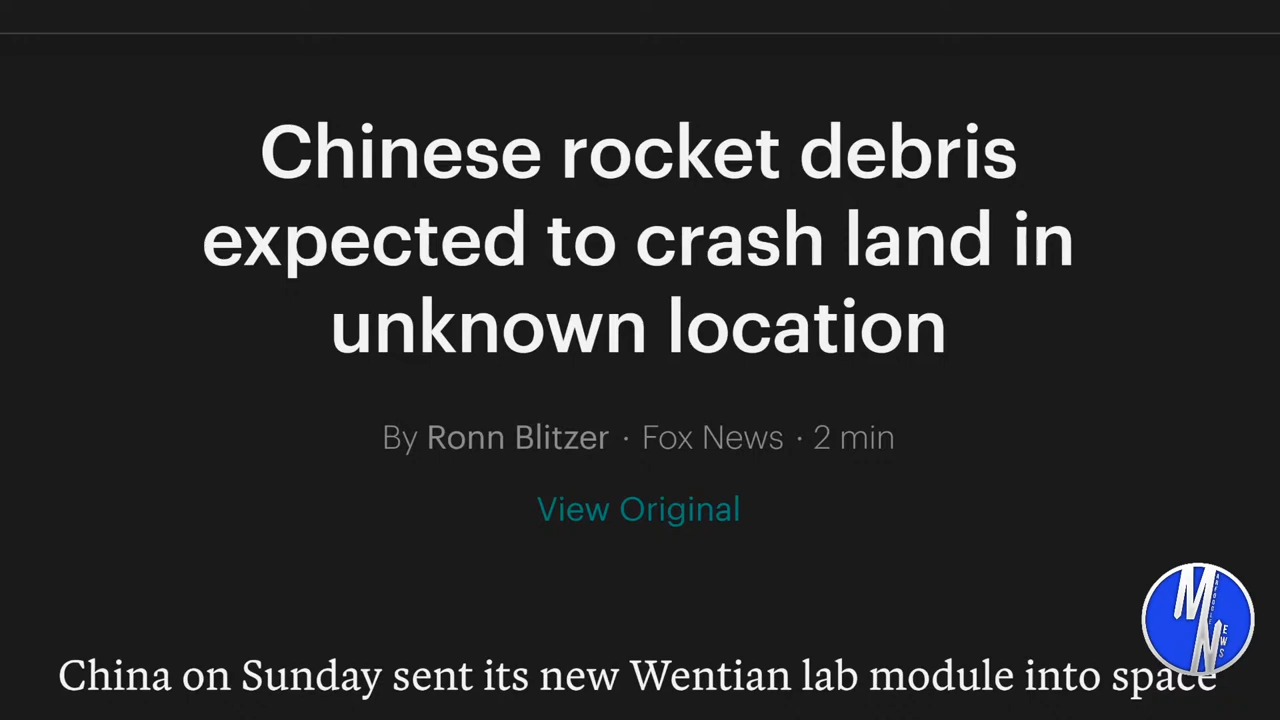 Chinese rocket debris
expected to crash land in
unknown location
By Ronn Blitzer · Fox News · 2 min
View Original
China on Sunday sent its new Wentian lab module into space
M
N
EWS